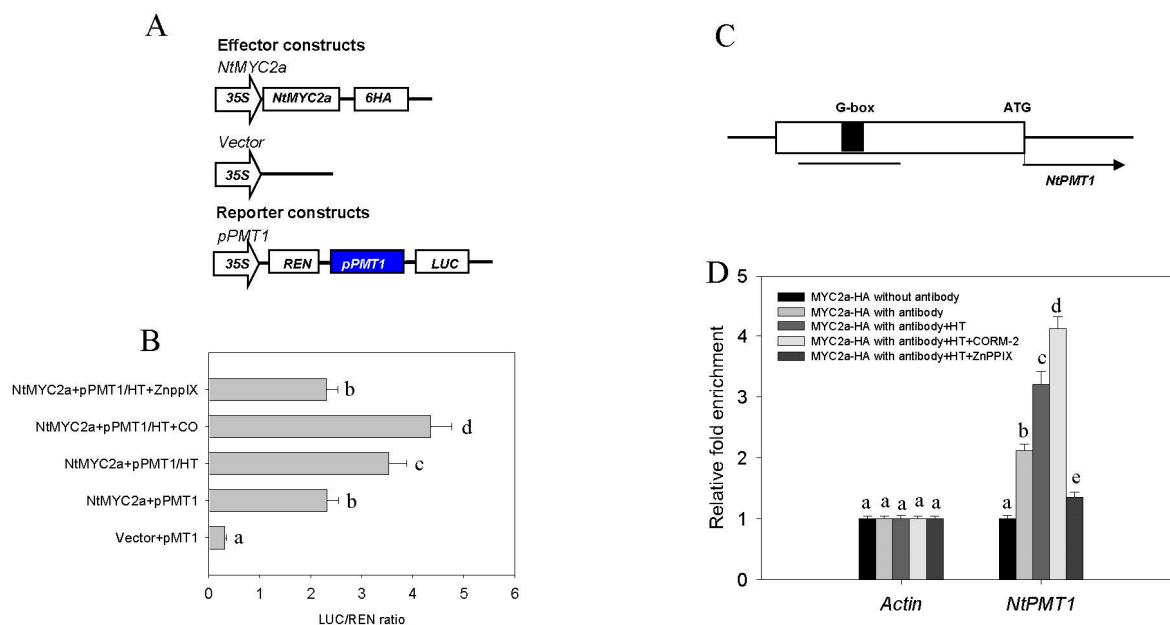 A
Effector constructs
NtMYC2a
35S NtMYC2a 6HA
Vector
35S
Reporter constructs
pPMT1
35S REN pPMT1 LUC
B
NtMYC2a+pPMT1/HT+ZnppIX b
NtMYC2a+pPMT1/HT+CO d
NtMYC2a+pPMT1/HT c
NtMYC2a+pPMT1 b
Vector+pMT1 a
0 1 2 3 4 5 6
LUC/REN ratio
C
G-box ATG
NtPMT1
D
Relative fold enrichment
5
4
3
2
1
0
MYC2a-HA without antibody
MYC2a-HA with antibody
MYC2a-HA with antibody+HT
MYC2a-HA with antibody+HT+CORM-2
MYC2a-HA with antibody+HT+ZnPPIX
a a a a a
a b c d e
Actin NtPMT1